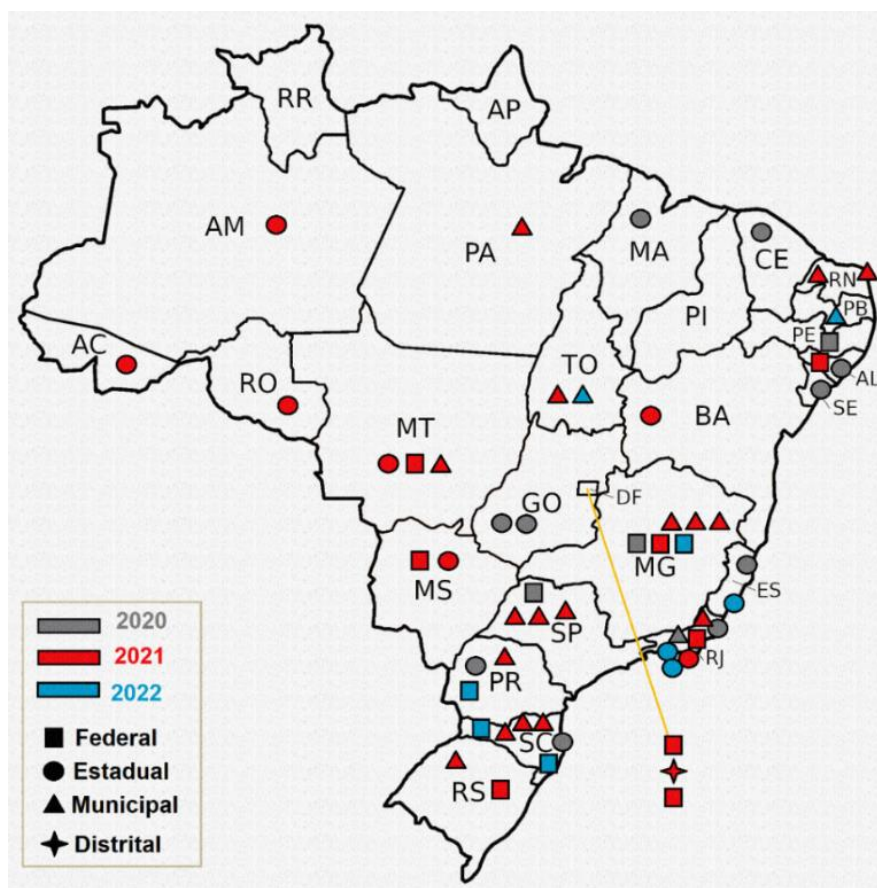 RR
AP
AM
PA
MA
CE
RN
PB
PI
PE
AC
TO
AL
RO
SE
BA
MT
DF
GO
MG
MS
ES
SP
RJ
PR
SC
RS
2020
2021
2022
Federal
Estadual
Municipal
Distrital